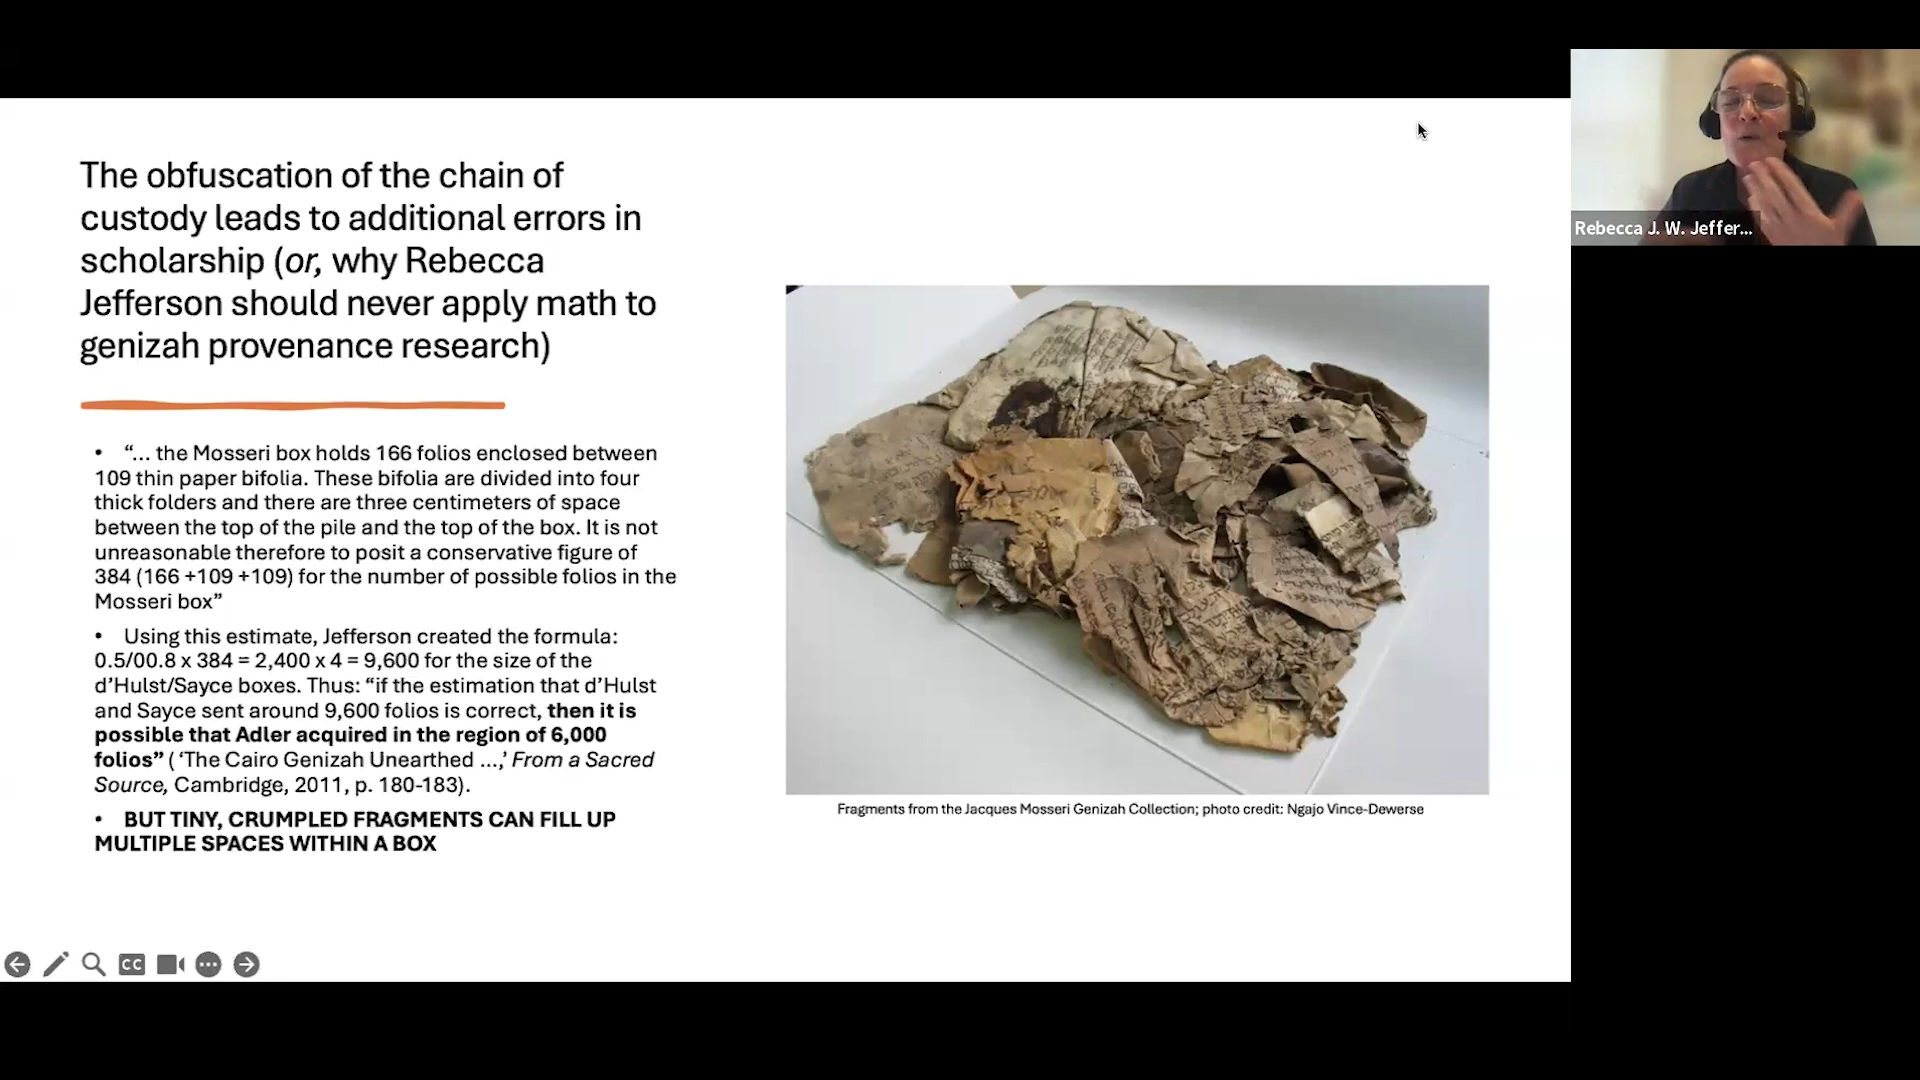 The obfuscation of the chain of
custody leads to additional errors in
scholarship (or, why Rebecca
Jefferson should never apply math to
genizah provenance research)
• “... the Mosseri box holds 166 folios enclosed between
109 thin paper bifolia. These bifolia are divided into four
thick folders and there are three centimeters of space
between the top of the pile and the top of the box. It is not
unreasonable therefore to posit a conservative figure of
384 (166 +109 +109) for the number of possible folios in the
Mosseri box”
• Using this estimate, Jefferson created the formula:
0.5/00.8 x 384 = 2,400 x 4 = 9,600 for the size of the
d’Hulst/Sayce boxes. Thus: “if the estimation that d’Hulst
and Sayce sent around 9,600 folios is correct, then it is
possible that Adler acquired in the region of 6,000
folios” ( ‘The Cairo Genizah Unearthed ...,’ From a Sacred
Source, Cambridge, 2011, p. 180-183).
• BUT TINY, CRUMPLED FRAGMENTS CAN FILL UP
MULTIPLE SPACES WITHIN A BOX
Fragments from the Jacques Mosseri Genizah Collection; photo credit: Ngajo Vince-Dewerse
Rebecca J. W. Jeffer...
CC